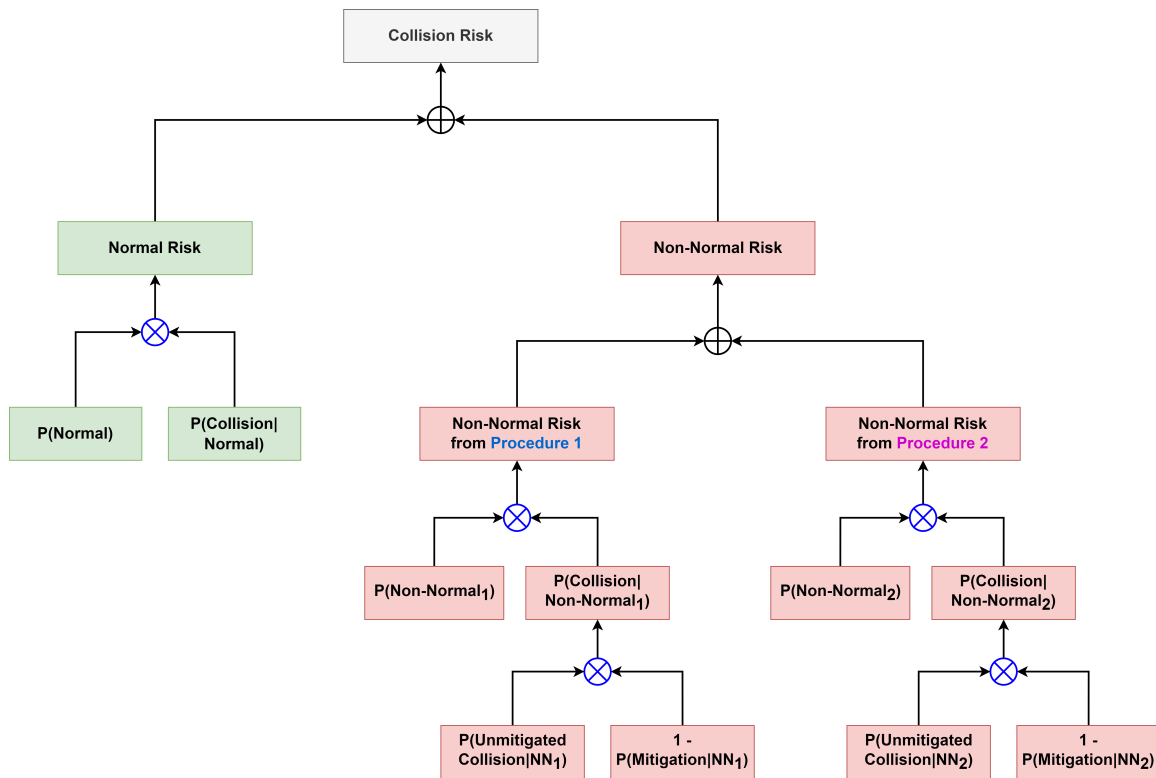 Collision Risk
Normal Risk
Non-Normal Risk
P(Normal)
P(Collision|
Normal)
Non-Normal Risk
from Procedure 1
Non-Normal Risk
from Procedure 2
P(Non-Normal₁)
P(Collision|
Non-Normal₁)
P(Non-Normal₂)
P(Collision|
Non-Normal₂)
P(Unmitigated
Collision|NN₁)
1 -
P(Mitigation|NN₁)
P(Unmitigated
Collision|NN₂)
1 -
P(Mitigation|NN₂)